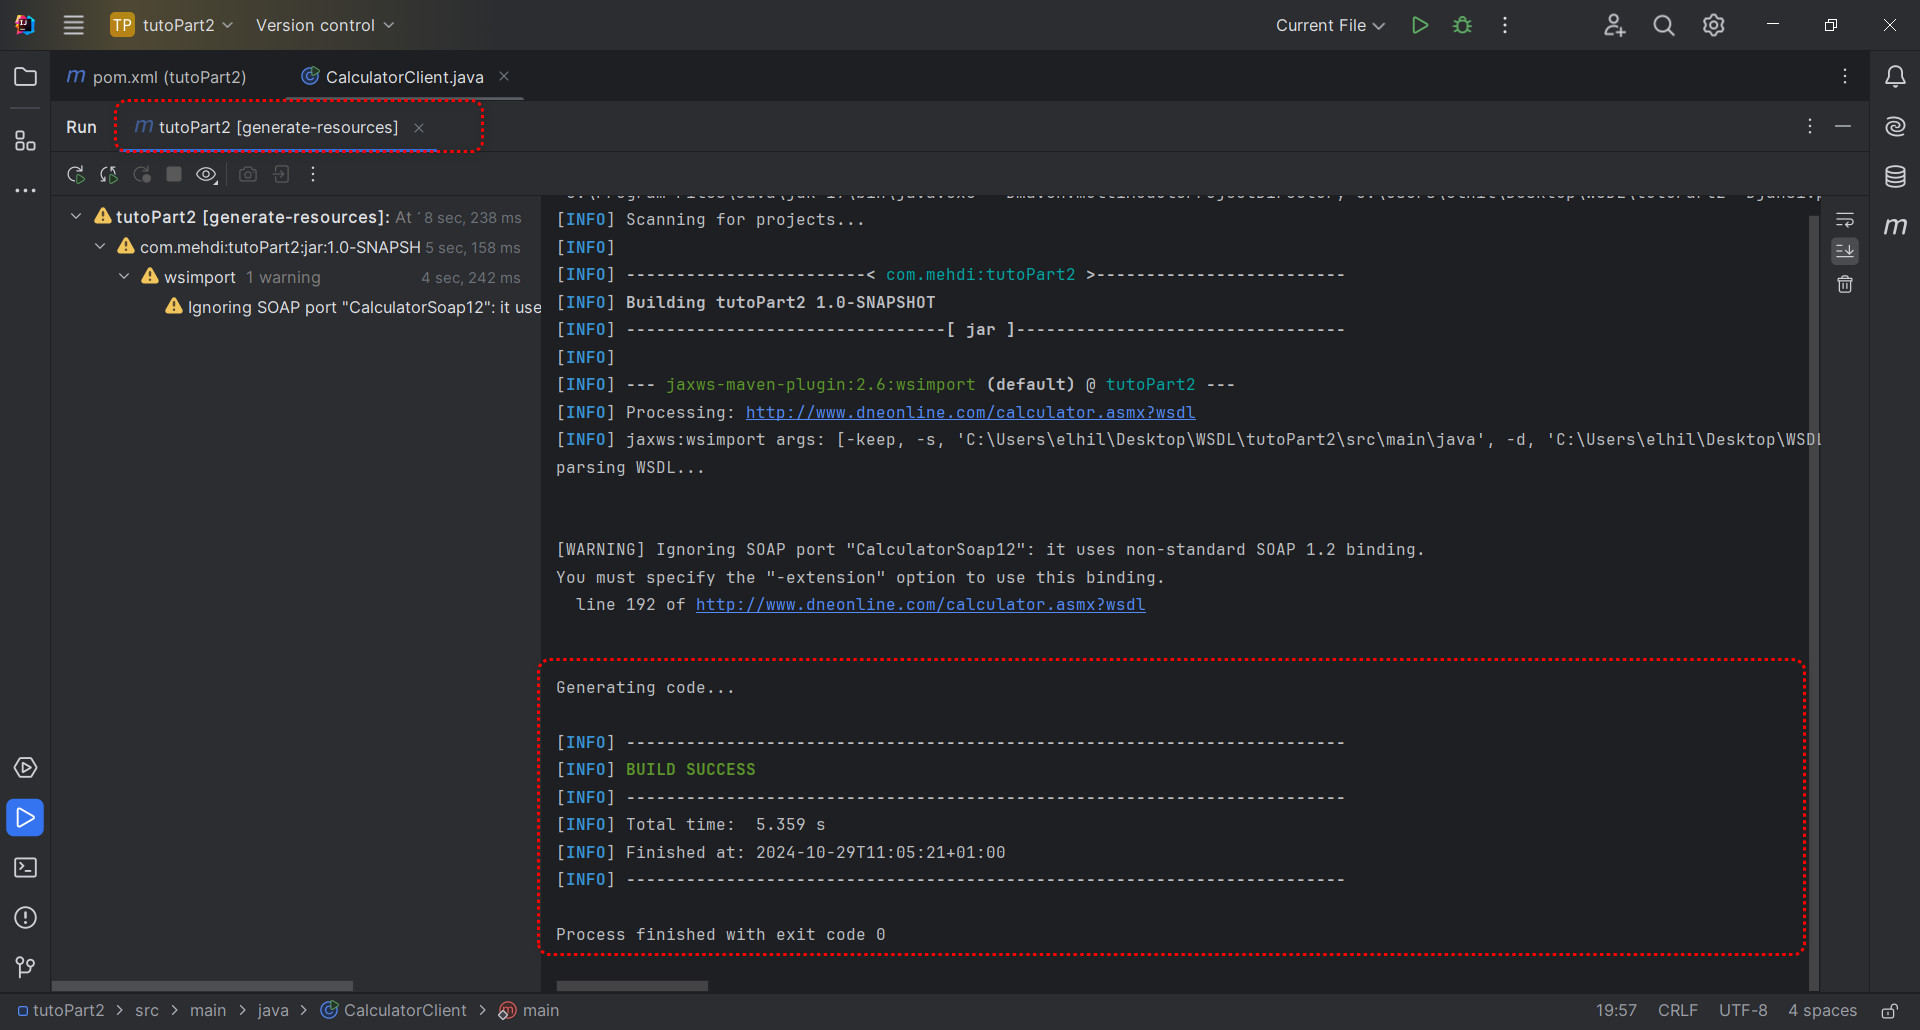 TP tutoPart2 Version control Current File
m pom.xml (tutoPart2) CalculatorClient.java
Run m tutoPart2 [generate-resources]
tutoPart2 [generate-resources]: At 8 sec, 238 ms
com.mehdi:tutoPart2:jar:1.0-SNAPSH 5 sec, 158 ms
wsimport 1 warning 4 sec, 242 ms
Ignoring SOAP port "CalculatorSoap12": it use
[INFO] Scanning for projects...
[INFO]
[INFO] ------------------------< com.mehdi:tutoPart2 >-------------------------
[INFO] Building tutoPart2 1.0-SNAPSHOT
[INFO] --------------------------------[ jar ]---------------------------------
[INFO]
[INFO] --- jaxws-maven-plugin:2.6:wsimport (default) @ tutoPart2 ---
[INFO] Processing: http://www.dneonline.com/calculator.asmx?wsdl
[INFO] jaxws:wsimport args: [-keep, -s, 'C:\Users\elhil\Desktop\WSDL\tutoPart2\src\main\java', -d, 'C:\Users\elhil\Desktop\WSDL
parsing WSDL...
[WARNING] Ignoring SOAP port "CalculatorSoap12": it uses non-standard SOAP 1.2 binding.
You must specify the "-extension" option to use this binding.
line 192 of http://www.dneonline.com/calculator.asmx?wsdl
Generating code...
[INFO] ------------------------------------------------------------------------
[INFO] BUILD SUCCESS
[INFO] ------------------------------------------------------------------------
[INFO] Total time:  5.359 s
[INFO] Finished at: 2024-10-29T11:05:21+01:00
[INFO] ------------------------------------------------------------------------
Process finished with exit code 0
tutoPart2 > src > main > java > CalculatorClient > main 19:57 CRLF UTF-8 4 spaces